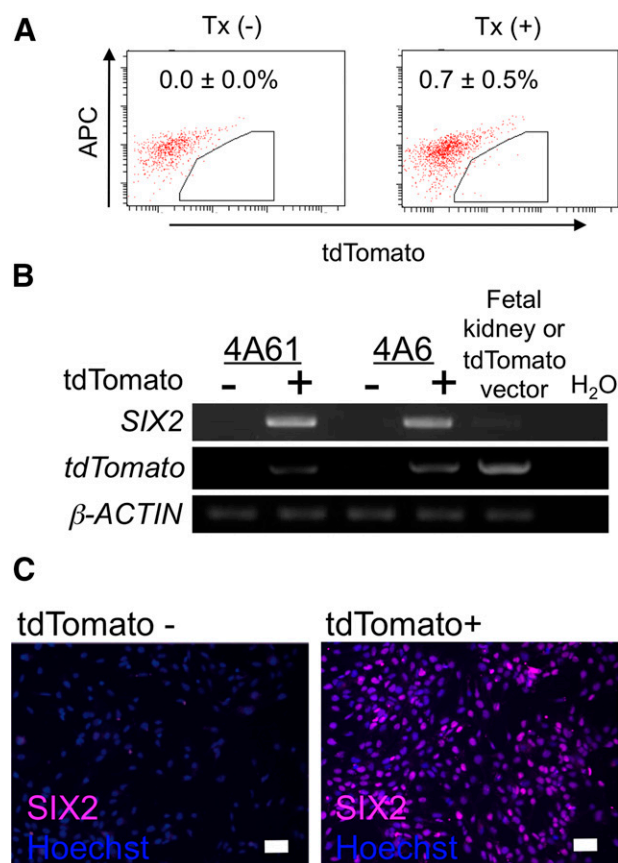 A
Tx (-)
Tx (+)
0.0 ± 0.0%
0.7 ± 0.5%
APC
tdTomato
B
Fetal
kidney or
tdTomato
vector
H₂O
4A61
4A6
tdTomato - + - +
SIX2
tdTomato
β-ACTIN
C
tdTomato -
tdTomato+
SIX2
Hoechst
SIX2
Hoechst